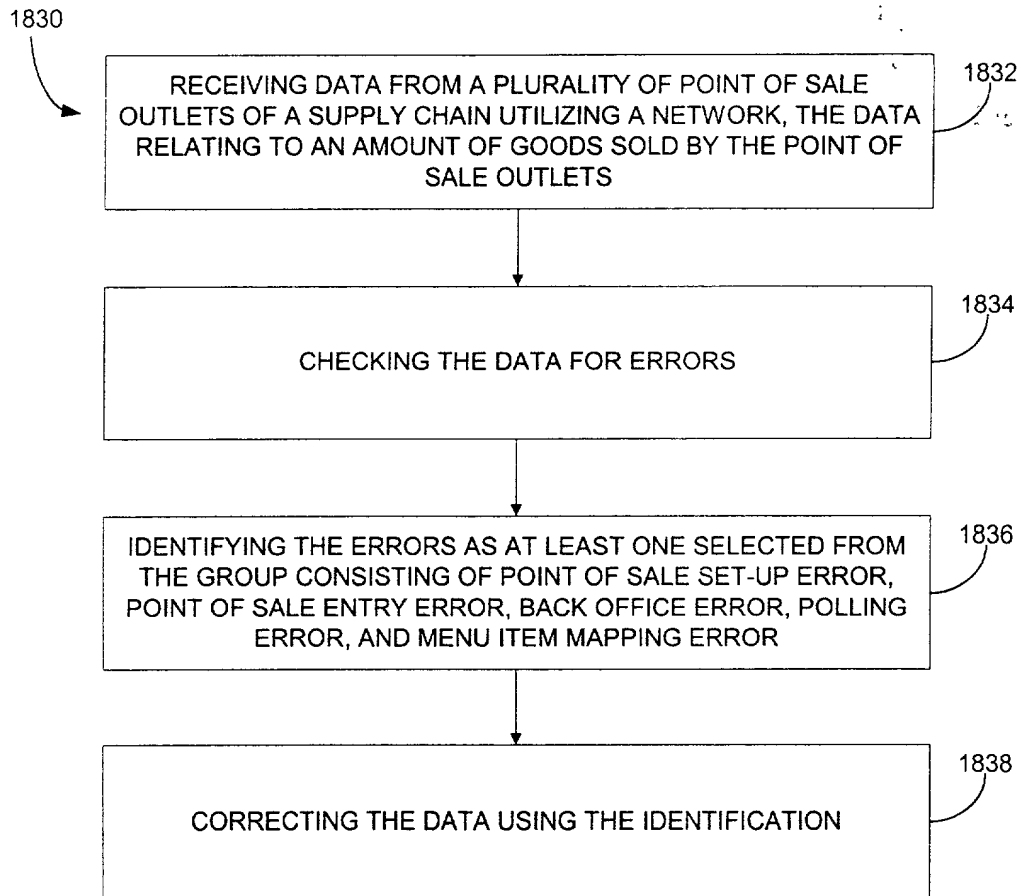 1830
RECEIVING DATA FROM A PLURALITY OF POINT OF SALE
OUTLETS OF A SUPPLY CHAIN UTILIZING A NETWORK, THE DATA
RELATING TO AN AMOUNT OF GOODS SOLD BY THE POINT OF
SALE OUTLETS
1832
CHECKING THE DATA FOR ERRORS
1834
IDENTIFYING THE ERRORS AS AT LEAST ONE SELECTED FROM
THE GROUP CONSISTING OF POINT OF SALE SET-UP ERROR,
POINT OF SALE ENTRY ERROR, BACK OFFICE ERROR, POLLING
ERROR, AND MENU ITEM MAPPING ERROR
1836
CORRECTING THE DATA USING THE IDENTIFICATION
1838